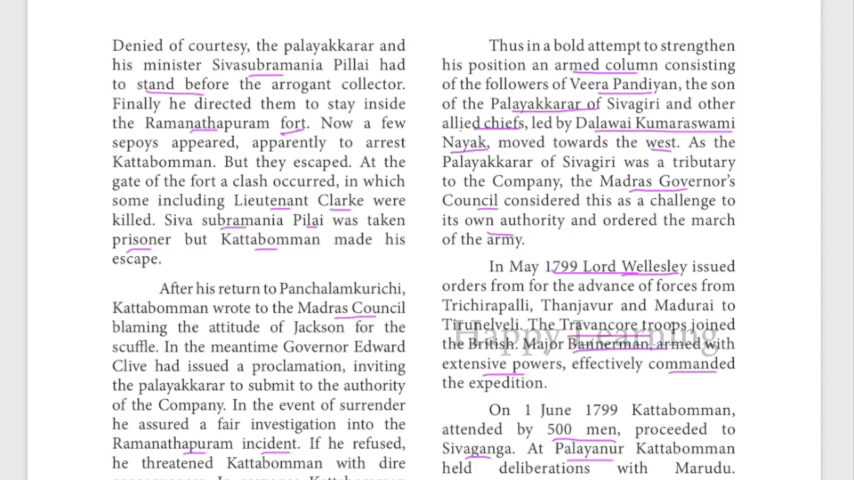 Denied of courtesy, the palayakkarar and
his minister Sivasubramania Pillai had
to stand before the arrogant collector.
Finally he directed them to stay inside
the Ramanathapuram fort. Now a few
sepoys appeared, apparently to arrest
Kattabomman. But they escaped. At the
gate of the fort a clash occurred, in which
some including Lieutenant Clarke were
killed. Siva subramania Pilai was taken
prisoner but Kattabomman made his
escape.
After his return to Panchalamkurichi,
Kattabomman wrote to the Madras Council
blaming the attitude of Jackson for the
scuffle. In the meantime Governor Edward
Clive had issued a proclamation, inviting
the palayakkarar to submit to the authority
of the Company. In the event of surrender
he assured a fair investigation into the
Ramanathapuram incident. If he refused,
he threatened Kattabomman with dire
Thus in a bold attempt to strengthen
his position an armed column consisting
of the followers of Veera Pandiyan, the son
of the Palayakkarar of Sivagiri and other
allied chiefs, led by Dalawai Kumaraswami
Nayak, moved towards the west. As the
Palayakkarar of Sivagiri was a tributary
to the Company, the Madras Governor's
Council considered this as a challenge to
its own authority and ordered the march
of the army.
In May 1799 Lord Wellesley issued
orders from for the advance of forces from
Trichirapalli, Thanjavur and Madurai to
Tirunelveli. The Travancore troops joined
the British. Major Bannerman, armed with
extensive powers, effectively commanded
the expedition.
On 1 June 1799 Kattabomman,
attended by 500 men, proceeded to
Sivaganga. At Palayanur Kattabomman
held deliberations with Marudu.
Happy Learning